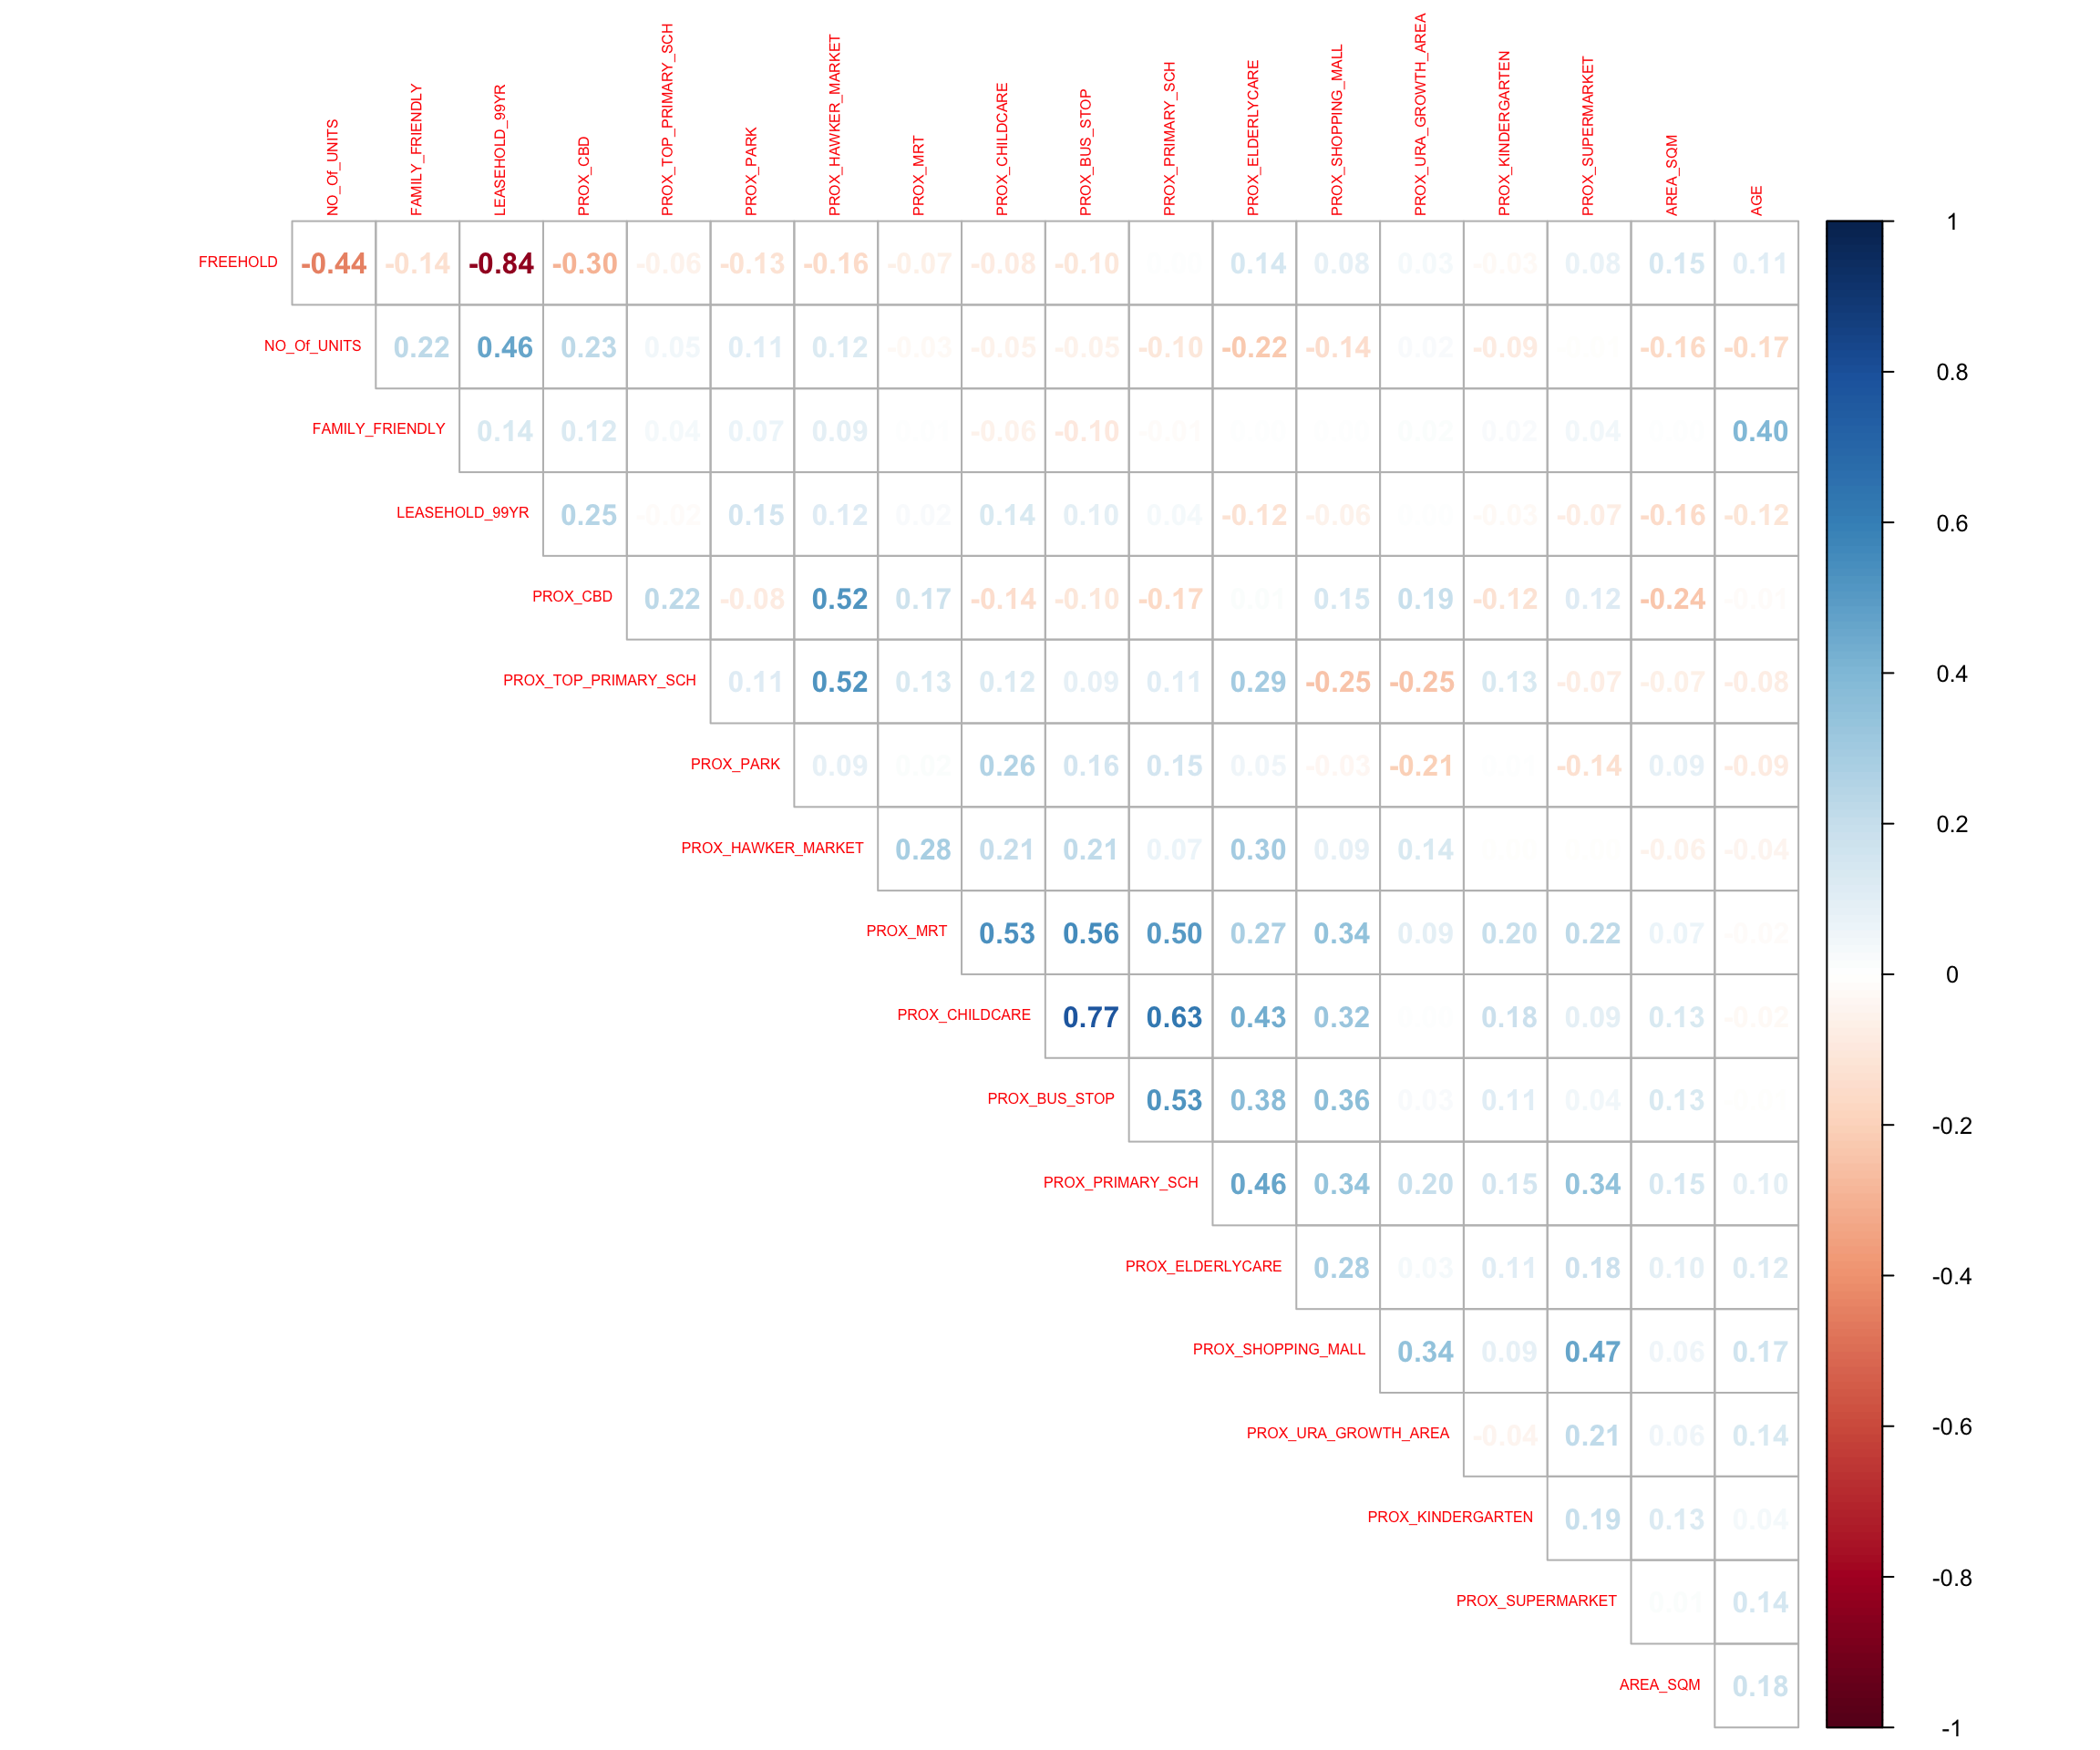 NO_Of_UNITS FAMILY_FRIENDLY LEASEHOLD_99YR PROX_CBD PROX_TOP_PRIMARY_SCH PROX_PARK PROX_HAWKER_MARKET PROX_MRT PROX_CHILDCARE PROX_BUS_STOP PROX_PRIMARY_SCH PROX_ELDERLYCARE PROX_SHOPPING_MALL PROX_URA_GROWTH_AREA PROX_KINDERGARTEN PROX_SUPERMARKET AREA_SQM AGE
FREEHOLD -0.44 -0.14 -0.84 -0.30 -0.06 -0.13 -0.16 -0.07 -0.08 -0.10 0.14 0.08 0.03 -0.03 0.08 0.15 0.11
NO_Of_UNITS 0.22 0.46 0.23 0.05 0.11 0.12 -0.03 -0.05 -0.05 -0.10 -0.22 -0.14 0.02 -0.09 -0.16 -0.17
FAMILY_FRIENDLY 0.14 0.12 0.04 0.07 0.09 -0.06 -0.10 -0.01 0.02 0.02 0.04 0.40
LEASEHOLD_99YR 0.25 -0.02 0.15 0.12 0.02 0.14 0.10 0.04 -0.12 -0.06 -0.03 -0.07 -0.16 -0.12
PROX_CBD 0.22 -0.08 0.52 0.17 -0.14 -0.10 -0.17 0.01 0.15 0.19 -0.12 0.12 -0.24 -0.01
PROX_TOP_PRIMARY_SCH 0.11 0.52 0.13 0.12 0.09 0.11 0.29 -0.25 -0.25 0.13 -0.07 -0.07 -0.08
PROX_PARK 0.09 0.02 0.26 0.16 0.15 0.05 -0.03 -0.21 -0.14 0.09 -0.09
PROX_HAWKER_MARKET 0.28 0.21 0.21 0.07 0.30 0.09 0.14 -0.06 -0.04
PROX_MRT 0.53 0.56 0.50 0.27 0.34 0.09 0.20 0.22 0.07 -0.02
PROX_CHILDCARE 0.77 0.63 0.43 0.32 0.18 0.09 0.13 -0.02
PROX_BUS_STOP 0.53 0.38 0.36 0.03 0.11 0.04 0.13
PROX_PRIMARY_SCH 0.46 0.34 0.20 0.15 0.34 0.15 0.10
PROX_ELDERLYCARE 0.28 0.03 0.11 0.18 0.10 0.12
PROX_SHOPPING_MALL 0.34 0.09 0.47 0.06 0.17
PROX_URA_GROWTH_AREA -0.04 0.21 0.06 0.14
PROX_KINDERGARTEN 0.19 0.13 0.04
PROX_SUPERMARKET 0.01 0.14
AREA_SQM 0.18
1
0.8
0.6
0.4
0.2
0
-0.2
-0.4
-0.6
-0.8
-1